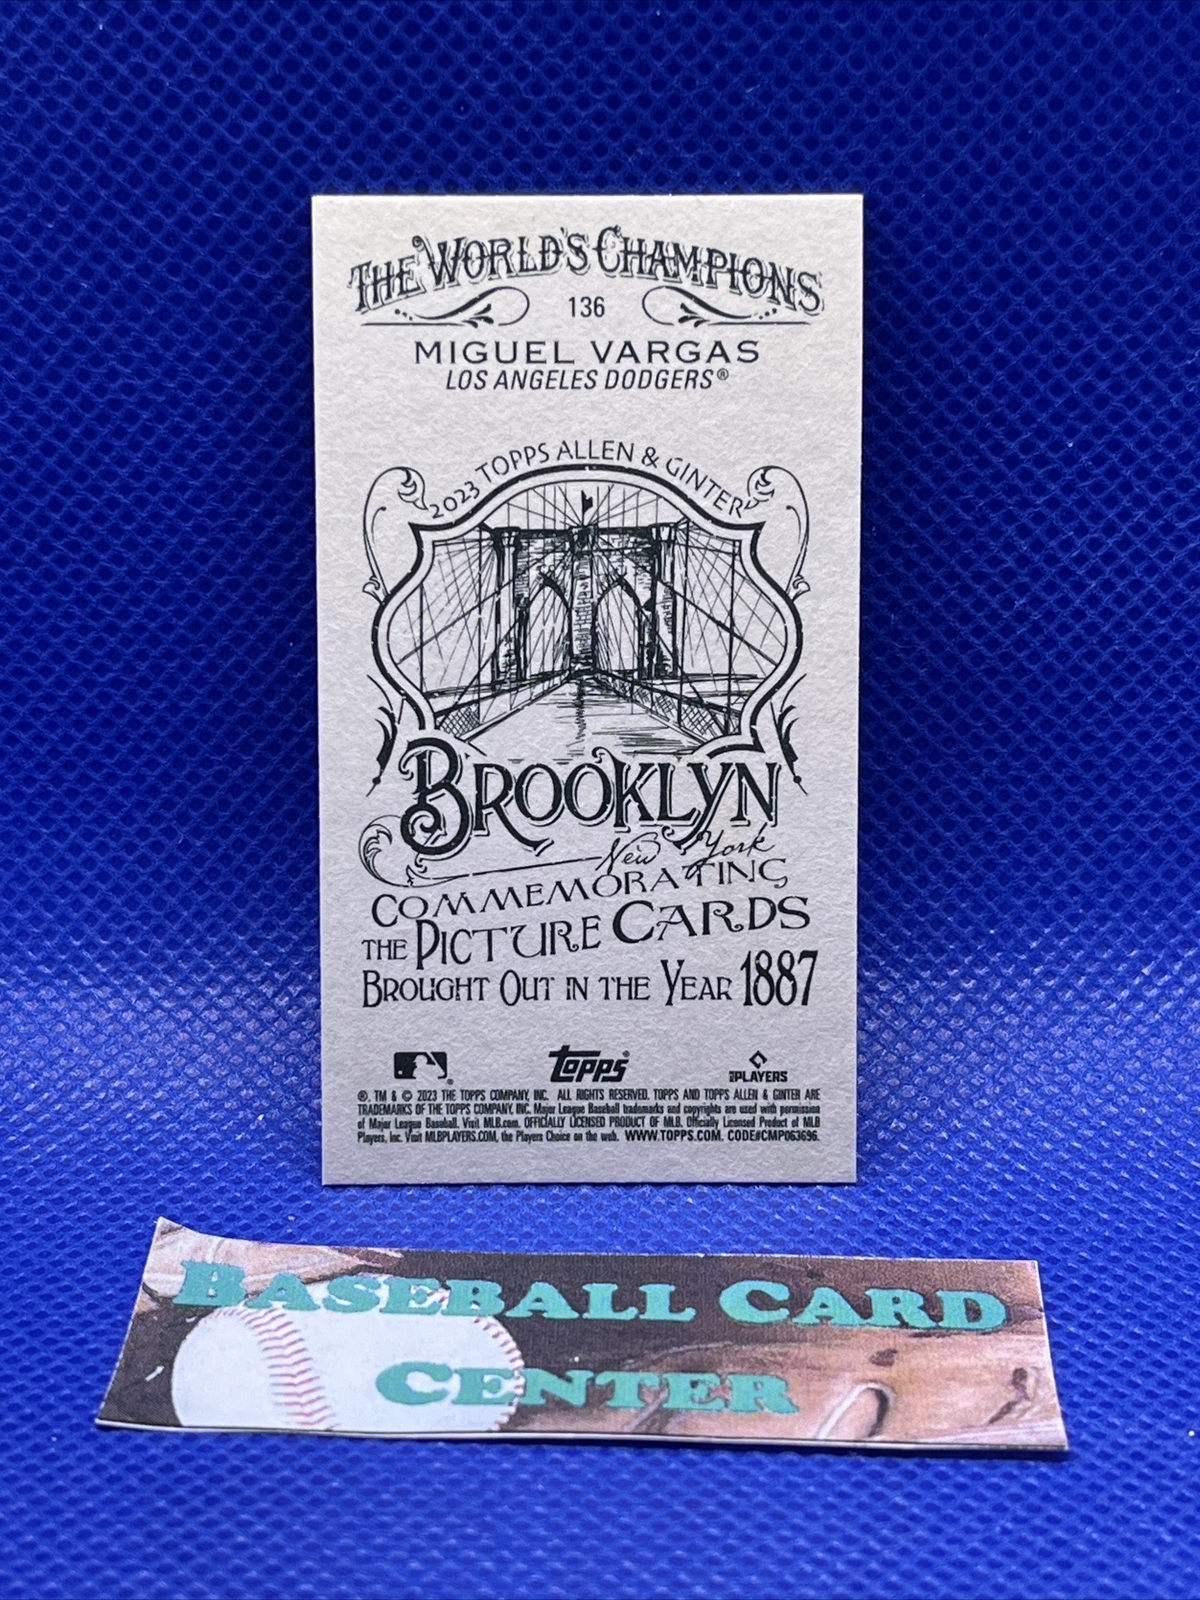 THE WORLD'S CHAMPIONS
136
MIGUEL VARGAS
LOS ANGELES DODGERS®
2023 TOPPS ALLEN & GINTER
BROOKLYN
New York
COMMEMORATING
THE PICTURE CARDS
BROUGHT OUT IN THE YEAR 1887
topps®
PLAYERS
®, TM & © 2023 THE TOPPS COMPANY, INC. ALL RIGHTS RESERVED. TOPPS AND TOPPS ALLEN & GINTER ARE
TRADEMARKS OF THE TOPPS COMPANY, INC. Major League Baseball trademarks and copyrights are used with permission
of Major League Baseball. Visit MLB.com. OFFICIALLY LICENSED PRODUCT OF MLB. Officially Licensed Product of MLB
Players, Inc. Visit MLBPLAYERS.COM, the Players Choice on the web. WWW.TOPPS.COM. CODE#CMP063696.
BASEBALL CARD
CENTER